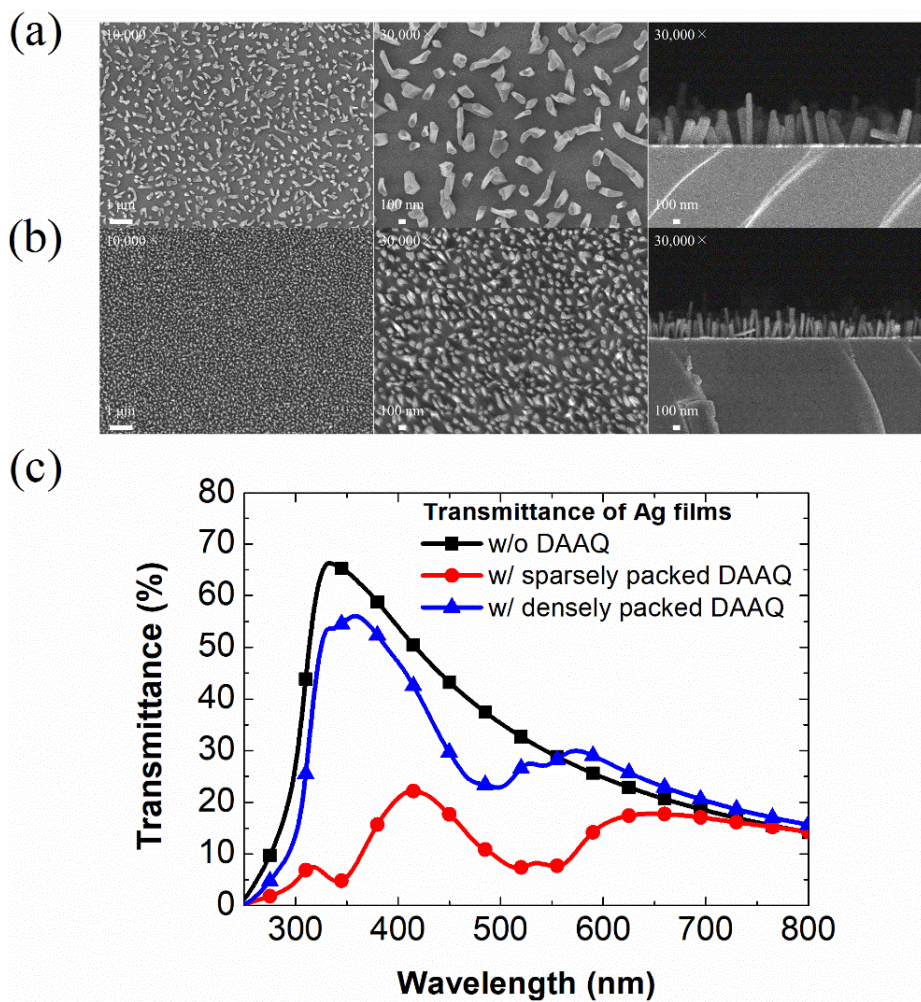 (a)
10,000×
30,000×
30,000×
1 μm
100 nm
100 nm
(b)
10,000×
30,000×
30,000×
1 μm
100 nm
100 nm
(c)
Transmittance of Ag films
w/o DAAQ
w/ sparsely packed DAAQ
w/ densely packed DAAQ
Transmittance (%)
80
70
60
50
40
30
20
10
0
300 400 500 600 700 800
Wavelength (nm)